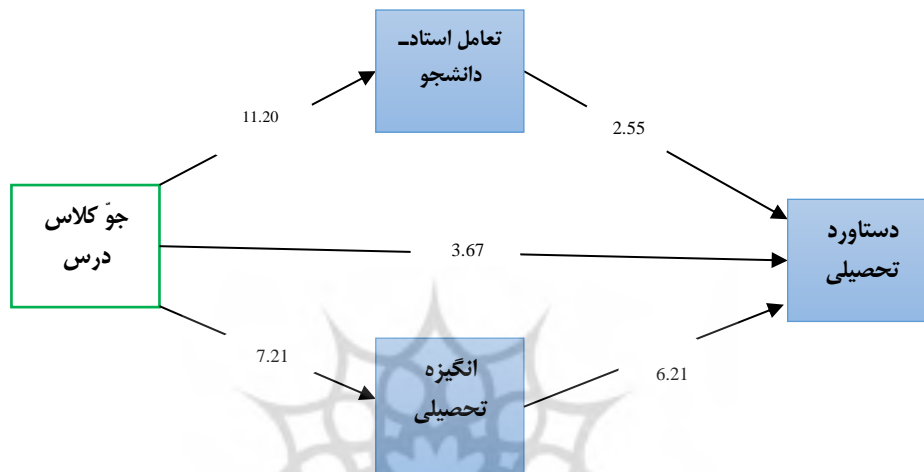 تعامل استاد-
دانشجو
11.20
2.55
جوّ کلاس
درس
3.67
دستاورد
تحصیلی
7.21
انگیزه
تحصیلی
6.21